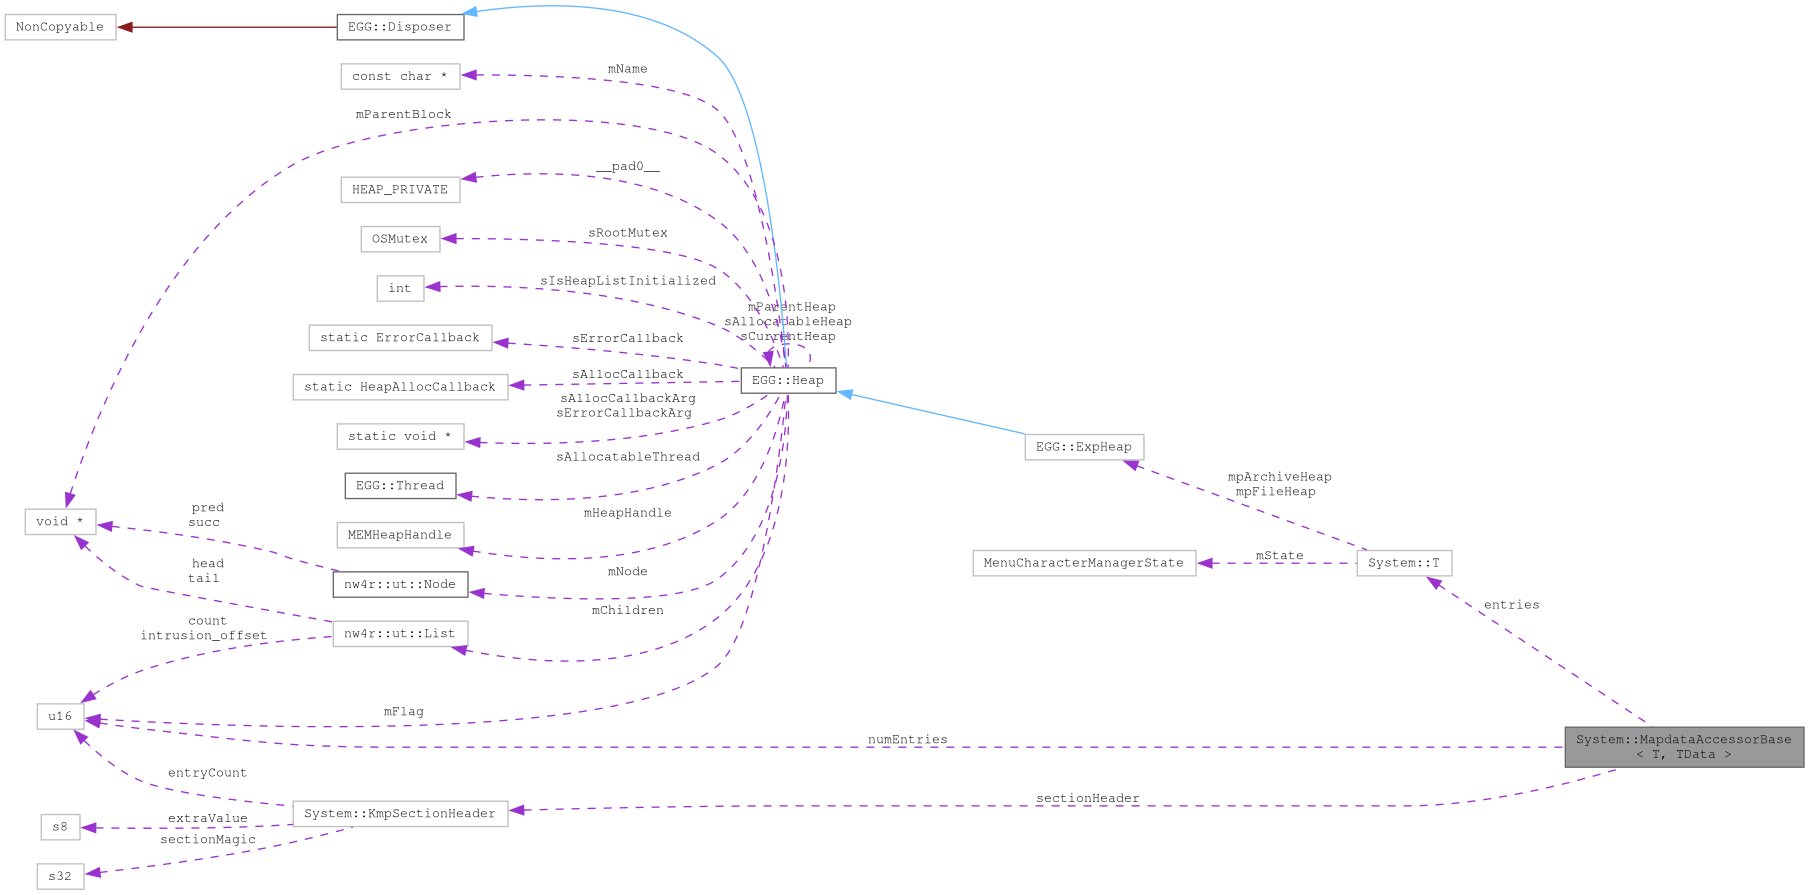 NonCopyable
EGG::Disposer
const char *
mName
mParentBlock
__pad0__
HEAP_PRIVATE
OSMutex
sRootMutex
int
sIsHeapListInitialized
mParentHeap
sAllocatableHeap
sCurrentHeap
static ErrorCallback
sErrorCallback
static HeapAllocCallback
sAllocCallback
EGG::Heap
sAllocCallbackArg
sErrorCallbackArg
static void *
EGG::ExpHeap
sAllocatableThread
EGG::Thread
mpArchiveHeap
mpFileHeap
void *
pred
succ
mHeapHandle
MEMHeapHandle
head
tail
nw4r::ut::Node
mNode
MenuCharacterManagerState
mState
System::T
entries
mChildren
count
intrusion_offset
nw4r::ut::List
u16
mFlag
numEntries
System::MapdataAccessorBase
< T, TData >
entryCount
sectionHeader
System::KmpSectionHeader
s8
extraValue
sectionMagic
s32